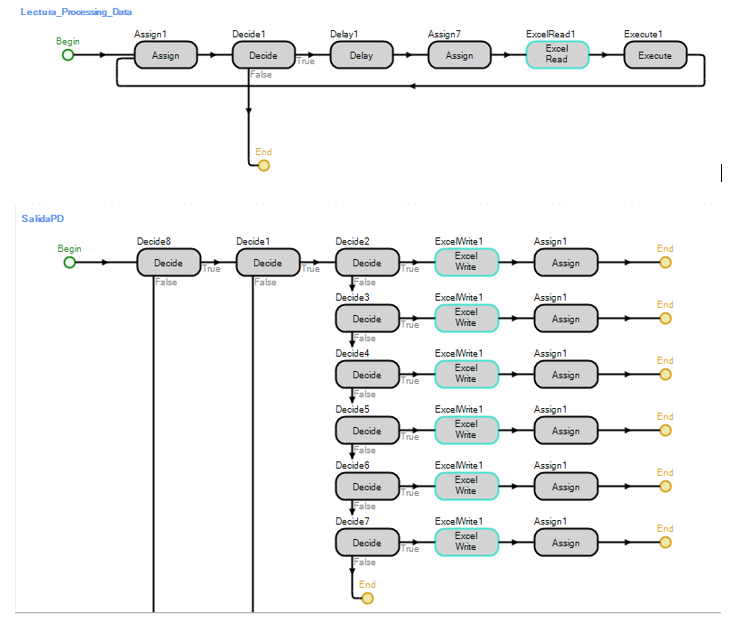 Lectura_Processing_Data
Begin
Assign1
Assign
Decide1
Decide
True
False
Delay1
Delay
Assign7
Assign
ExcelRead1
Excel
Read
Execute1
Execute
End
SalidaPD
Begin
Decide8
Decide
True
False
Decide1
Decide
True
False
Decide2
Decide
True
False
ExcelWrite1
Excel
Write
Assign1
Assign
End
Decide3
Decide
True
False
ExcelWrite1
Excel
Write
Assign1
Assign
End
Decide4
Decide
True
False
ExcelWrite1
Excel
Write
Assign1
Assign
End
Decide5
Decide
True
False
ExcelWrite1
Excel
Write
Assign1
Assign
End
Decide6
Decide
True
False
ExcelWrite1
Excel
Write
Assign1
Assign
End
Decide7
Decide
True
False
ExcelWrite1
Excel
Write
Assign1
Assign
End
End